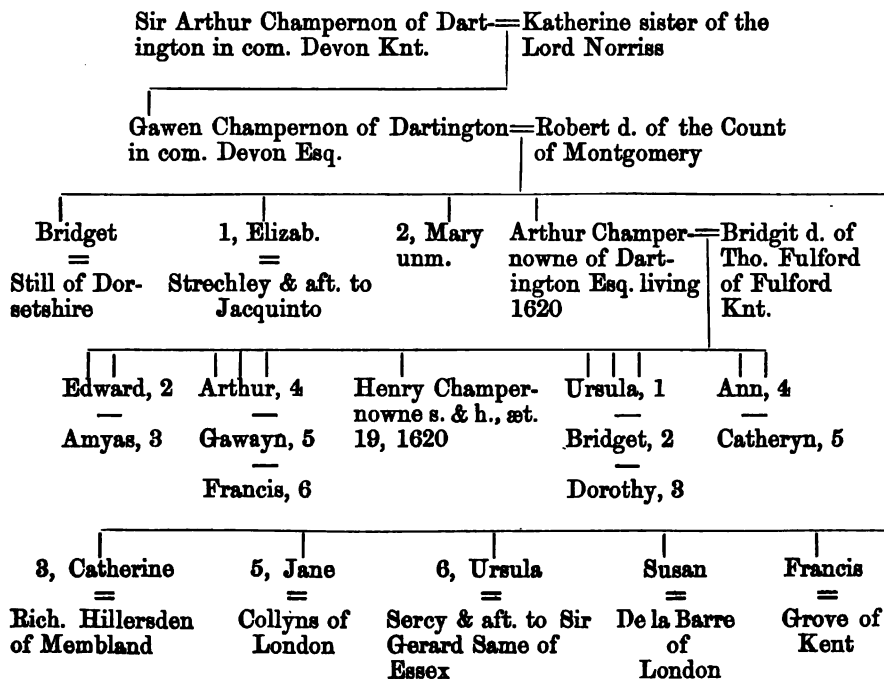 Sir Arthur Champernon of Dart-=Katherine sister of the
ington in com. Devon Knt. Lord Norriss
Gawen Champernon of Dartington=Robert d. of the Count
in com. Devon Esq. of Montgomery
Bridget 1, Elizab. 2, Mary Arthur Champer-=Bridgit d. of
= = unm. nowne of Dart- Tho. Fulford
Still of Dor- Strechley & aft. to ington Esq. living of Fulford
setshire Jacquinto 1620 Knt.
Edward, 2 Arthur, 4 Henry Champer- Ursula, 1 Ann, 4
— — nowne s. & h., æt. — —
Amyas, 3 Gawayn, 5 19, 1620 Bridget, 2 Catheryn, 5
— —
Francis, 6 Dorothy, 3
3, Catherine 5, Jane 6, Ursula Susan Francis
= = = = =
Rich. Hillersden Collyns of Sercy & aft. to Sir De la Barre Grove of
of Membland London Gerard Same of of Kent
Essex London